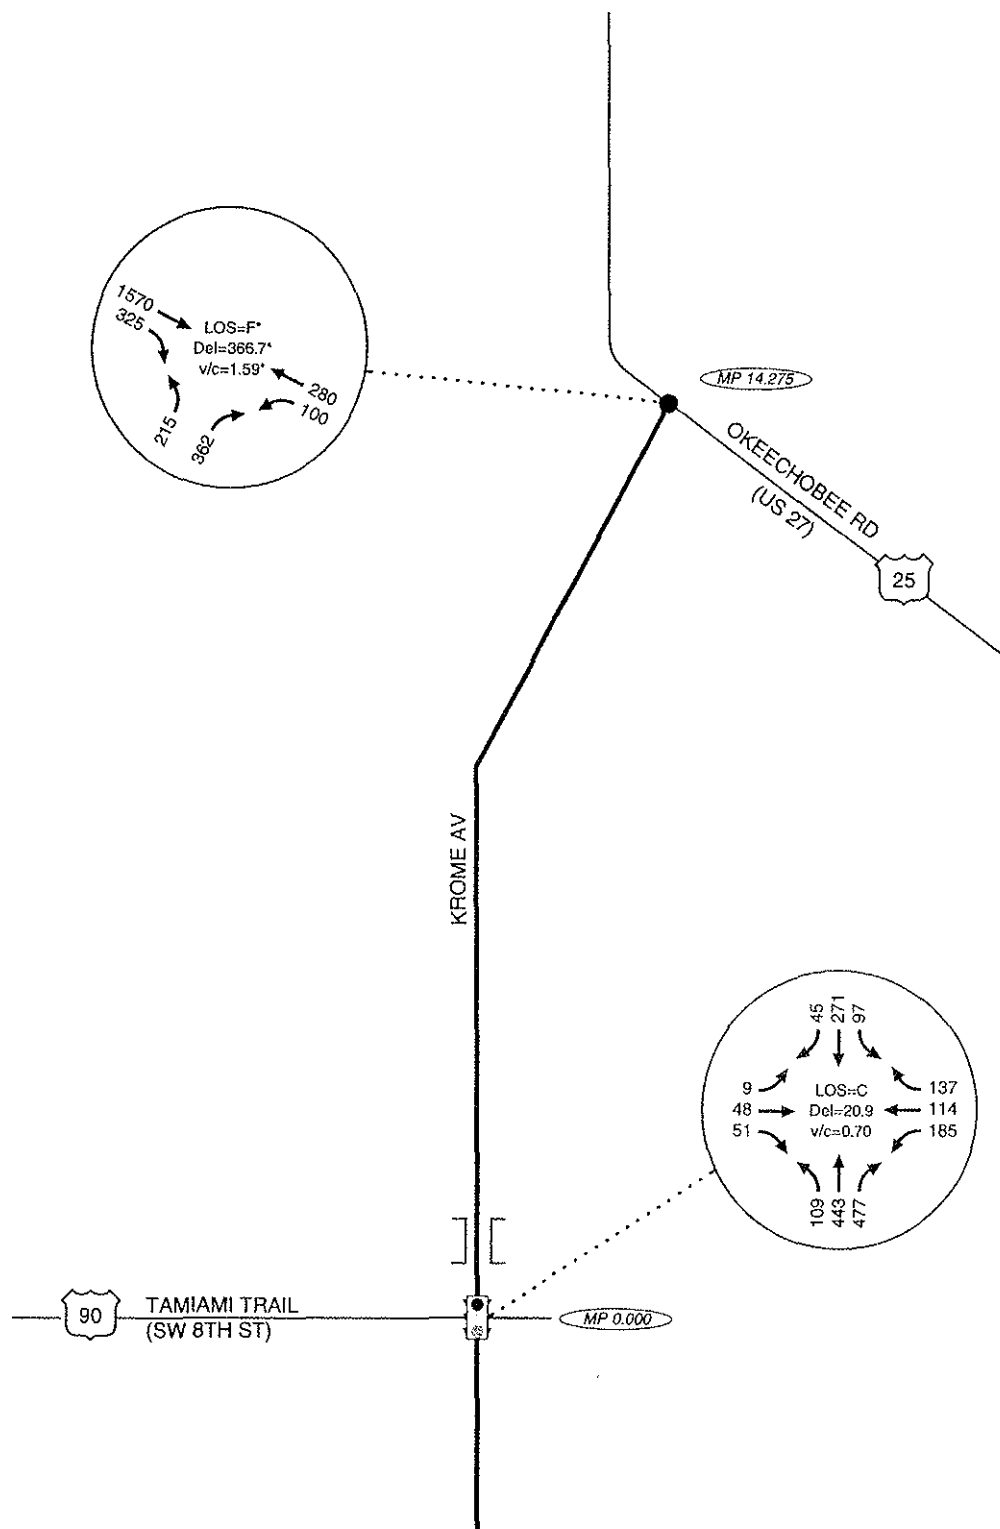 1570
325
LOS=F*
Del=366.7*
v/c=1.59*
280
100
215
362
MP 14.275
OKEECHOBEE RD
(US 27)
25
KROME AV
45
271
97
9
48
51
LOS=C
Del=20.9
v/c=0.70
137
114
185
109
443
477
90
TAMIAMI TRAIL
(SW 8TH ST)
MP 0.000